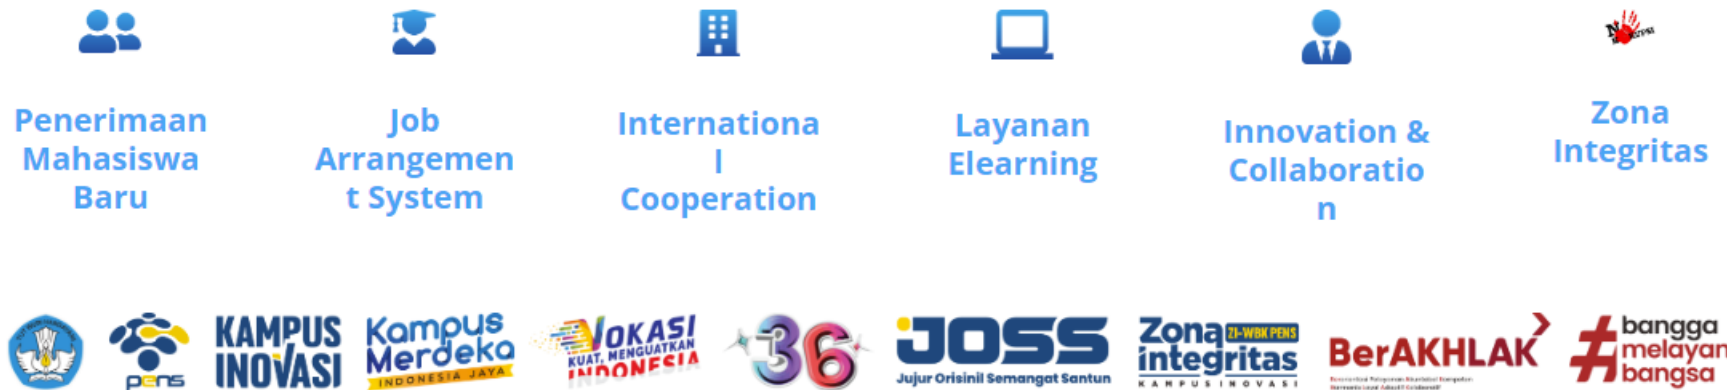 Penerimaan
Mahasiswa
Baru
Job
Arrangemen
t System
Internationa
l
Cooperation
Layanan
Elearning
Innovation &
Collaboratio
n
Zona
Integritas
pens
KAMPUS
INOVASI
Kampus
Merdeka
INDONESIA JAYA
VOKASI
KUAT, MENGUATKAN
INDONESIA
36
JOSS
Jujur Orisinil Semangat Santun
Zona ZI-WBK PENS
integritas
KAMPUS INOVASI
BerAKHLAK
#bangga
melayani
bangsa